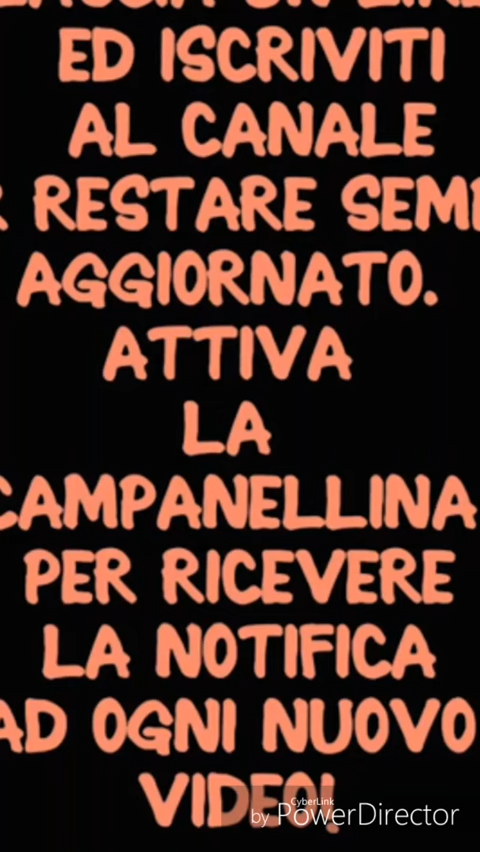 ED ISCRIVITI
AL CANALE
RESTARE
AGGIORNATO.
ATTIVA
LA
CAMPANELLINA
PER RICEVERE
LA NOTIFICA
AD OGNI NUOVO
VIDEO!
CyberLink
by PowerDirector